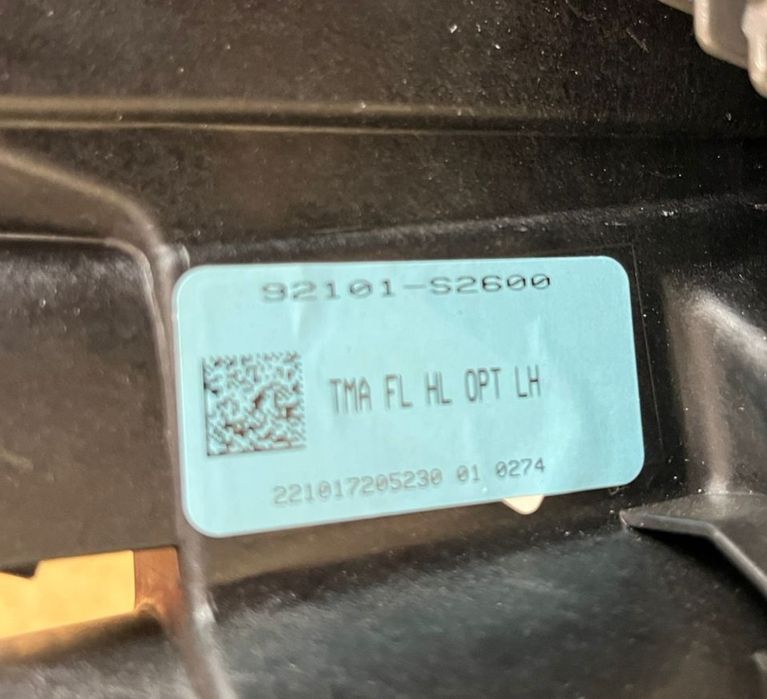 92101-S2600
TMA FL HL OPT LH
221017205230 01 0274